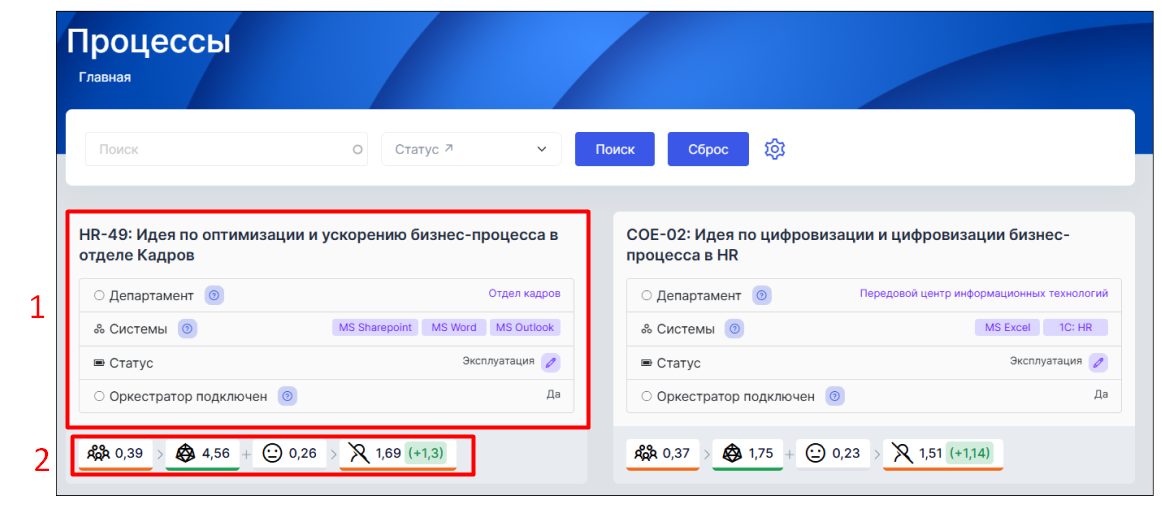 Процессы
Главная
Поиск
Статус ↗
Поиск
Сброс
1
HR-49: Идея по оптимизации и ускорению бизнес-процесса в
отделе Кадров
Департамент ? Отдел кадров
Системы ? MS Sharepoint MS Word MS Outlook
Статус Эксплуатация
Оркестратор подключен ? Да
2
0,39 > 4,56 + 0,26 > 1,69 (+1,3)
COE-02: Идея по цифровизации и цифровизации бизнес-
процесса в HR
Департамент ? Передовой центр информационных технологий
Системы ? MS Excel 1C: HR
Статус Эксплуатация
Оркестратор подключен ? Да
0,37 > 1,75 + 0,23 > 1,51 (+1,14)